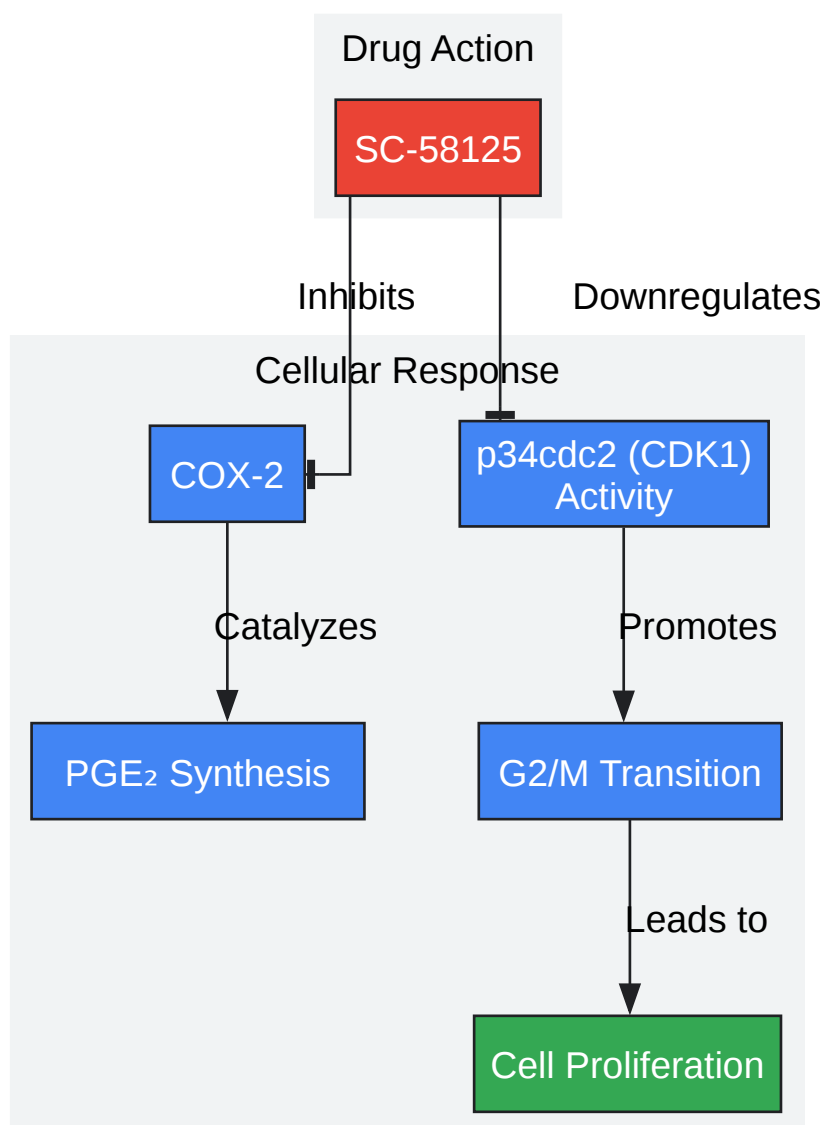 Drug Action
SC-58125
Inhibits
Downregulates
Cellular Response
COX-2
p34cdc2 (CDK1)
Activity
Catalyzes
Promotes
PGE₂ Synthesis
G2/M Transition
Leads to
Cell Proliferation